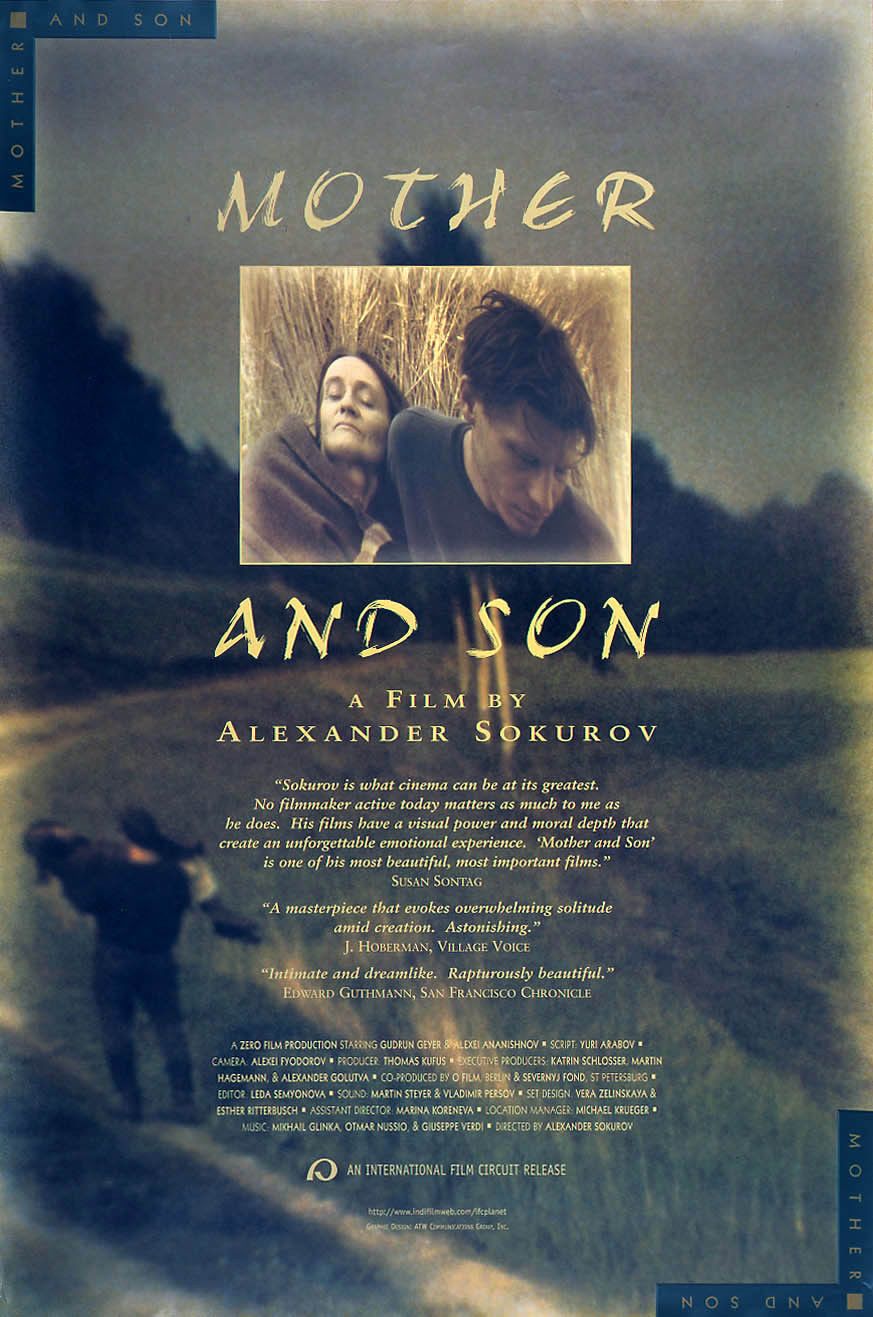 AND SON
MOTHER
MOTHER
AND SON
A FILM BY
ALEXANDER SOKUROV
“Sokurov is what cinema can be at its greatest.
No filmmaker active today matters as much to me as
he does. His films have a visual power and moral depth that
create an unforgettable emotional experience. ‘Mother and Son’
is one of his most beautiful, most important films.”
SUSAN SONTAG
“A masterpiece that evokes overwhelming solitude
amid creation. Astonishing.”
J. HOBERMAN, VILLAGE VOICE
“Intimate and dreamlike. Rapturously beautiful.”
EDWARD GUTHMANN, SAN FRANCISCO CHRONICLE
A ZERO FILM PRODUCTION STARRING GUDRUN GEYER & ALEXEI ANANISHNOV ▪ SCRIPT: YURI ARABOV ▪
CAMERA: ALEXEI FYODOROV ▪ PRODUCER: THOMAS KUFUS ▪ EXECUTIVE PRODUCERS: KATRIN SCHLOSSER, MARTIN
HAGEMANN, & ALEXANDER GOLUTVA ▪ CO-PRODUCED BY O FILM, BERLIN & SEVERNYJ FOND, ST PETERSBURG ▪
EDITOR: LEDA SEMYONOVA ▪ SOUND: MARTIN STEYER & VLADIMIR PERSOV ▪ SET DESIGN: VERA ZELINSKAYA &
ESTHER RITTERBUSCH ▪ ASSISTANT DIRECTOR: MARINA KORENEVA ▪ LOCATION MANAGER: MICHAEL KRUEGER ▪
MUSIC: MIKHAIL GLINKA, OTMAR NUSSIO, & GIUSEPPE VERDI ▪ DIRECTED BY ALEXANDER SOKUROV
AN INTERNATIONAL FILM CIRCUIT RELEASE
http://www.indifilmweb.com/ifcplanet
GRAPHIC DESIGN: ATW COMMUNICATIONS GROUP, INC.
MOTHER
AND SON